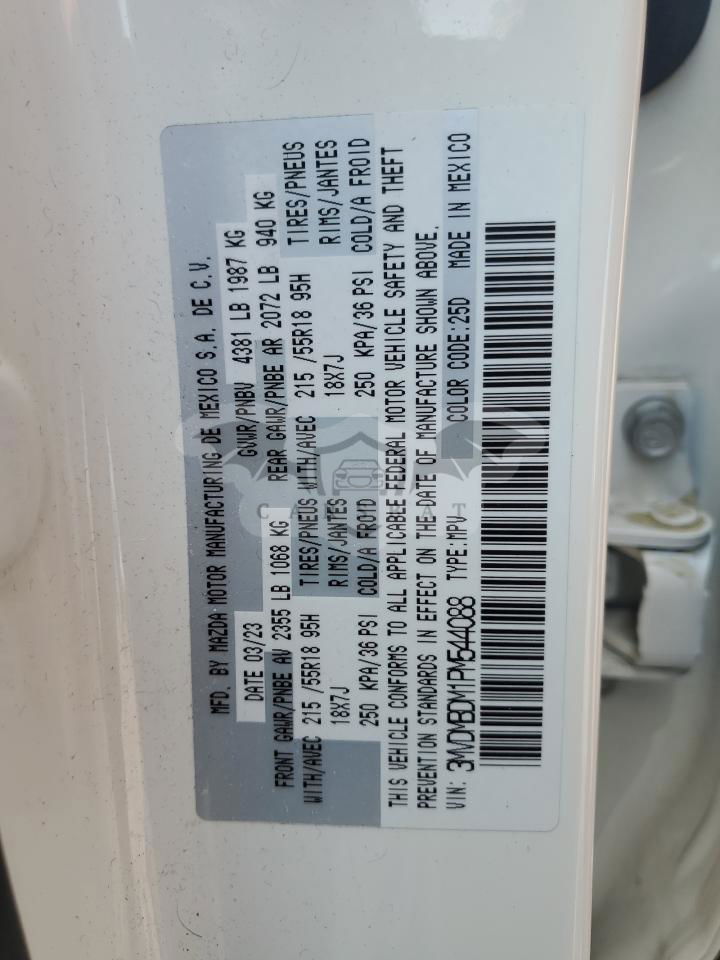 MFD. BY MAZDA MOTOR MANUFACTURING DE MEXICO S.A. DE C.V.
DATE 03/23 GVWR/PNBV 4381 LB 1987 KG
FRONT GAWR/PNBE AV 2355 LB 1068 KG REAR GAWR/PNBE AR 2072 LB 940 KG
WITH/AVEC 215 /55R18 95H TIRES/PNEUS WITH/AVEC 215 /55R18 95H TIRES/PNEUS
18X7J RIMS/JANTES 18X7J RIMS/JANTES
250 KPA/36 PSI COLD/A FROID 250 KPA/36 PSI COLD/A FROID
THIS VEHICLE CONFORMS TO ALL APPLICABLE FEDERAL MOTOR VEHICLE SAFETY AND THEFT
PREVENTION STANDARDS IN EFFECT ON THE DATE OF MANUFACTURE SHOWN ABOVE.
VIN: 3MVDMBDM1PM544088 TYPE:MPV COLOR CODE:25D MADE IN MEXICO